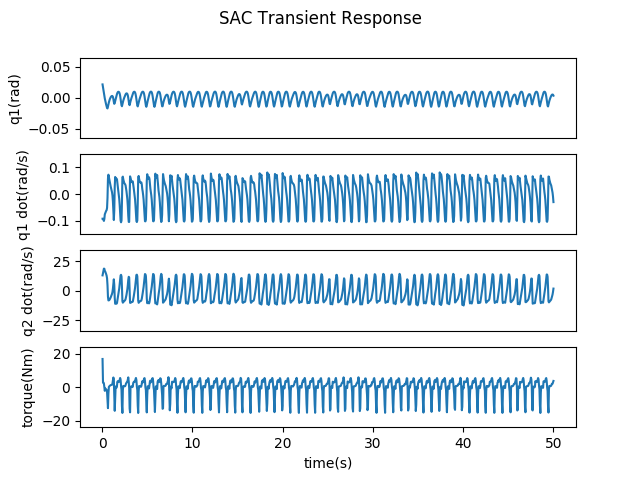 SAC Transient Response
q1(rad)
0.05
0.00
−0.05
q1 dot(rad/s)
0.1
0.0
−0.1
q2 dot(rad/s)
25
0
−25
torque(Nm)
20
0
−20
0 10 20 30 40 50
time(s)